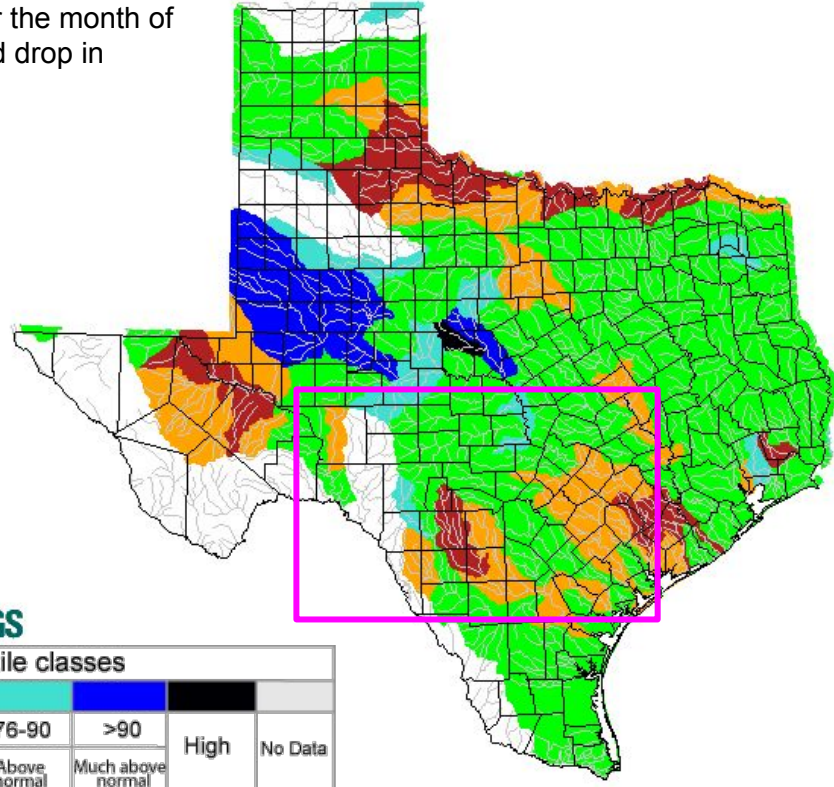 r the month of
d drop in
GS
ile classes
76-90
>90
High
No Data
Above
normal
Much above
normal